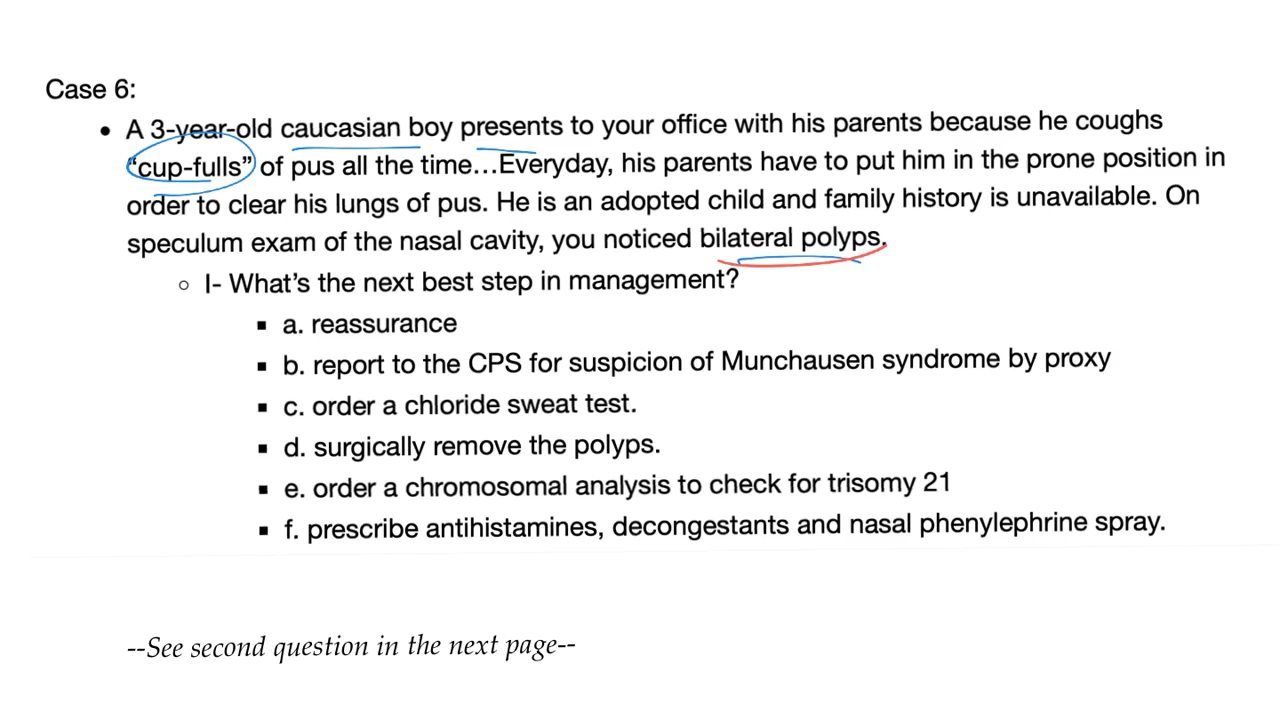 Case 6:
• A 3-year-old caucasian boy presents to your office with his parents because he coughs
“cup-fulls” of pus all the time…Everyday, his parents have to put him in the prone position in
order to clear his lungs of pus. He is an adopted child and family history is unavailable. On
speculum exam of the nasal cavity, you noticed bilateral polyps.
○ I- What’s the next best step in management?
▪ a. reassurance
▪ b. report to the CPS for suspicion of Munchausen syndrome by proxy
▪ c. order a chloride sweat test.
▪ d. surgically remove the polyps.
▪ e. order a chromosomal analysis to check for trisomy 21
▪ f. prescribe antihistamines, decongestants and nasal phenylephrine spray.
--See second question in the next page--